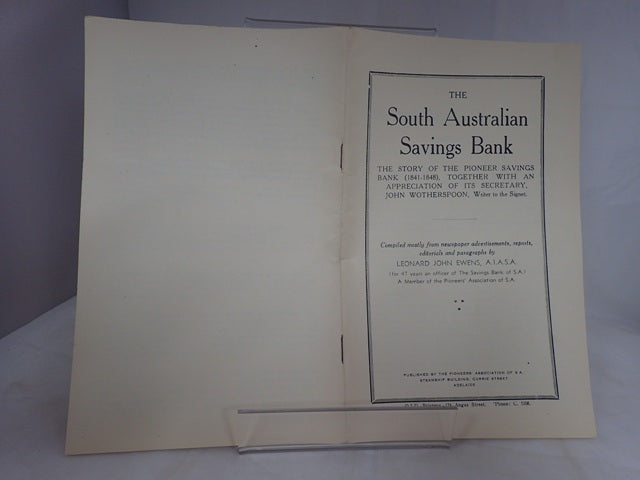 THE
South Australian
Savings Bank
THE STORY OF THE PIONEER SAVINGS
BANK (1841-1848), TOGETHER WITH AN
APPRECIATION OF ITS SECRETARY,
JOHN WOTHERSPOON, Writer to the Signet.
Compiled mostly from newspaper advertisements, reports,
editorials and paragraphs by
LEONARD JOHN EWENS, A.I.A.S.A.
(for 47 years an officer of The Savings Bank of S.A.)
A Member of the Pioneers' Association of S.A.
PUBLISHED BY THE PIONEERS' ASSOCIATION OF S.A.
STEAMSHIP BUILDING, CURRIE STREET
ADELAIDE
Angas Street. 'Phone: C.